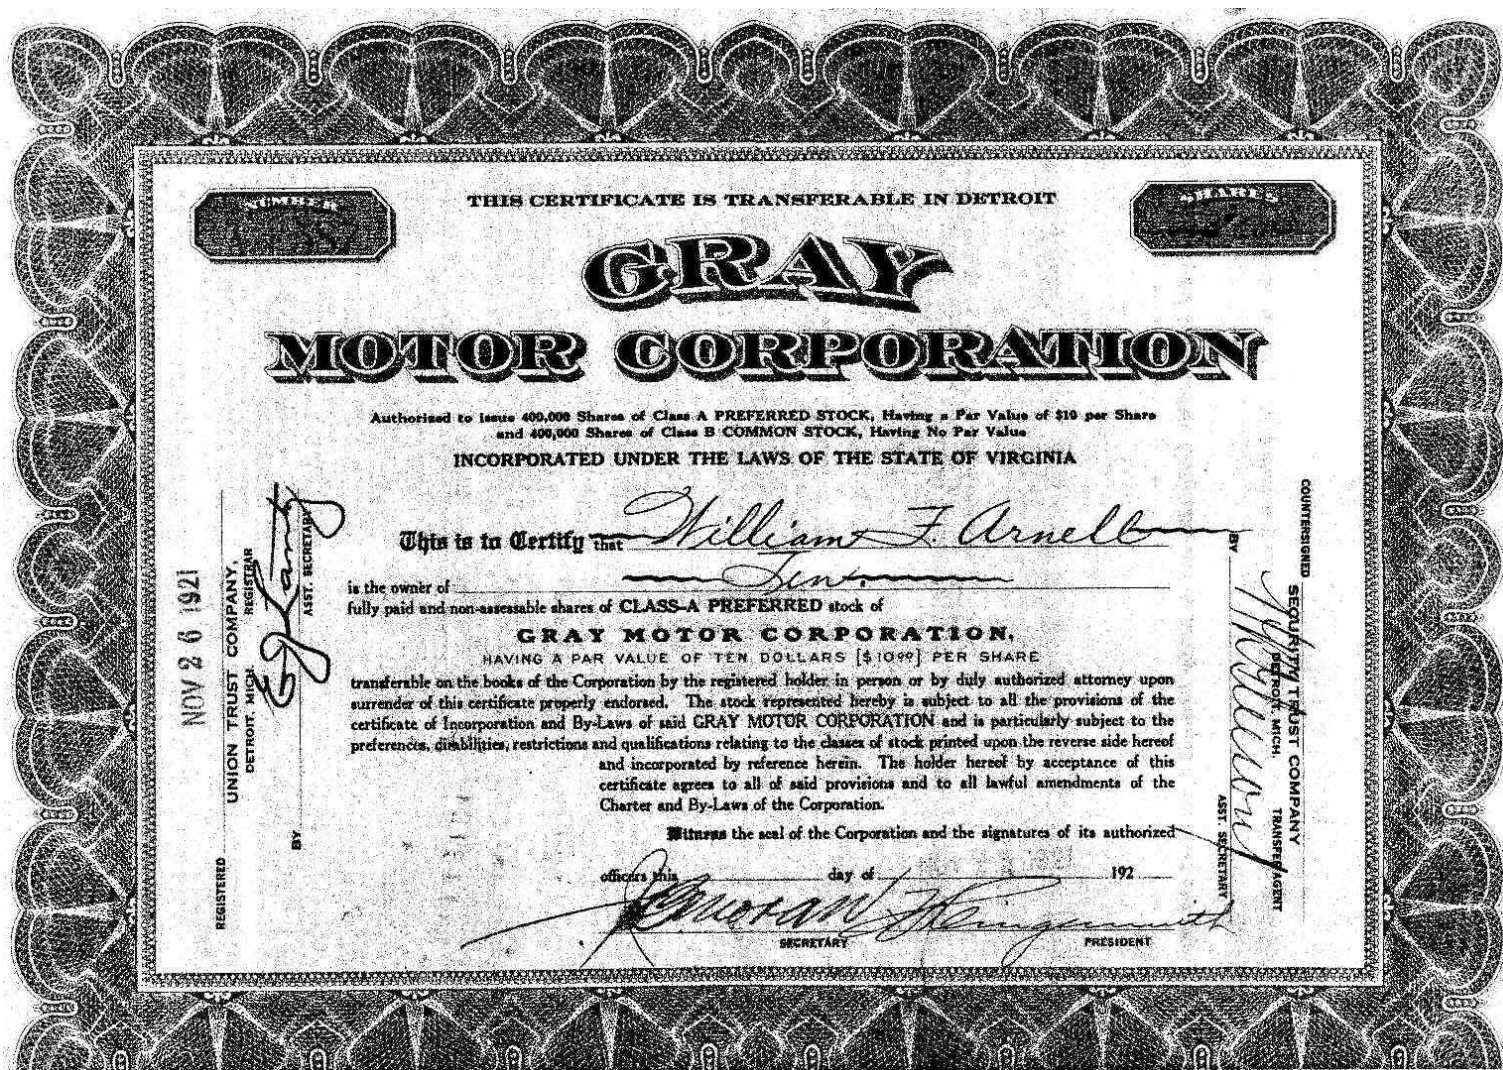 NUMBER
557
THIS CERTIFICATE IS TRANSFERABLE IN DETROIT
SHARES
GRAY
MOTOR CORPORATION
Authorized to issue 400,000 Shares of Class A PREFERRED STOCK, Having a Par Value of $10 per Share
and 400,000 Shares of Class B COMMON STOCK, Having No Par Value
INCORPORATED UNDER THE LAWS OF THE STATE OF VIRGINIA
This is to Certify that William F. Arnell
is the owner of Ten
fully paid and non-assessable shares of CLASS-A PREFERRED stock of
GRAY MOTOR CORPORATION,
HAVING A PAR VALUE OF TEN DOLLARS [$10.00] PER SHARE
transferable on the books of the Corporation by the registered holder in person or by duly authorized attorney upon
surrender of this certificate properly endorsed. The stock represented hereby is subject to all the provisions of the
certificate of Incorporation and By-Laws of said GRAY MOTOR CORPORATION and is particularly subject to the
preferences, disabilities, restrictions and qualifications relating to the classes of stock printed upon the reverse side hereof
and incorporated by reference herein. The holder hereof by acceptance of this
certificate agrees to all of said provisions and to all lawful amendments of the
Charter and By-Laws of the Corporation.
Witness the seal of the Corporation and the signatures of its authorized
officers this day of 192
SECRETARY
PRESIDENT
NOV 26 1921
REGISTERED
UNION TRUST COMPANY,
DETROIT, MICH. REGISTRAR
BY ASST. SECRETARY
COUNTERSIGNED
SECURITY TRUST COMPANY
DETROIT, MICH. TRANSFER AGENT
BY ASST. SECRETARY